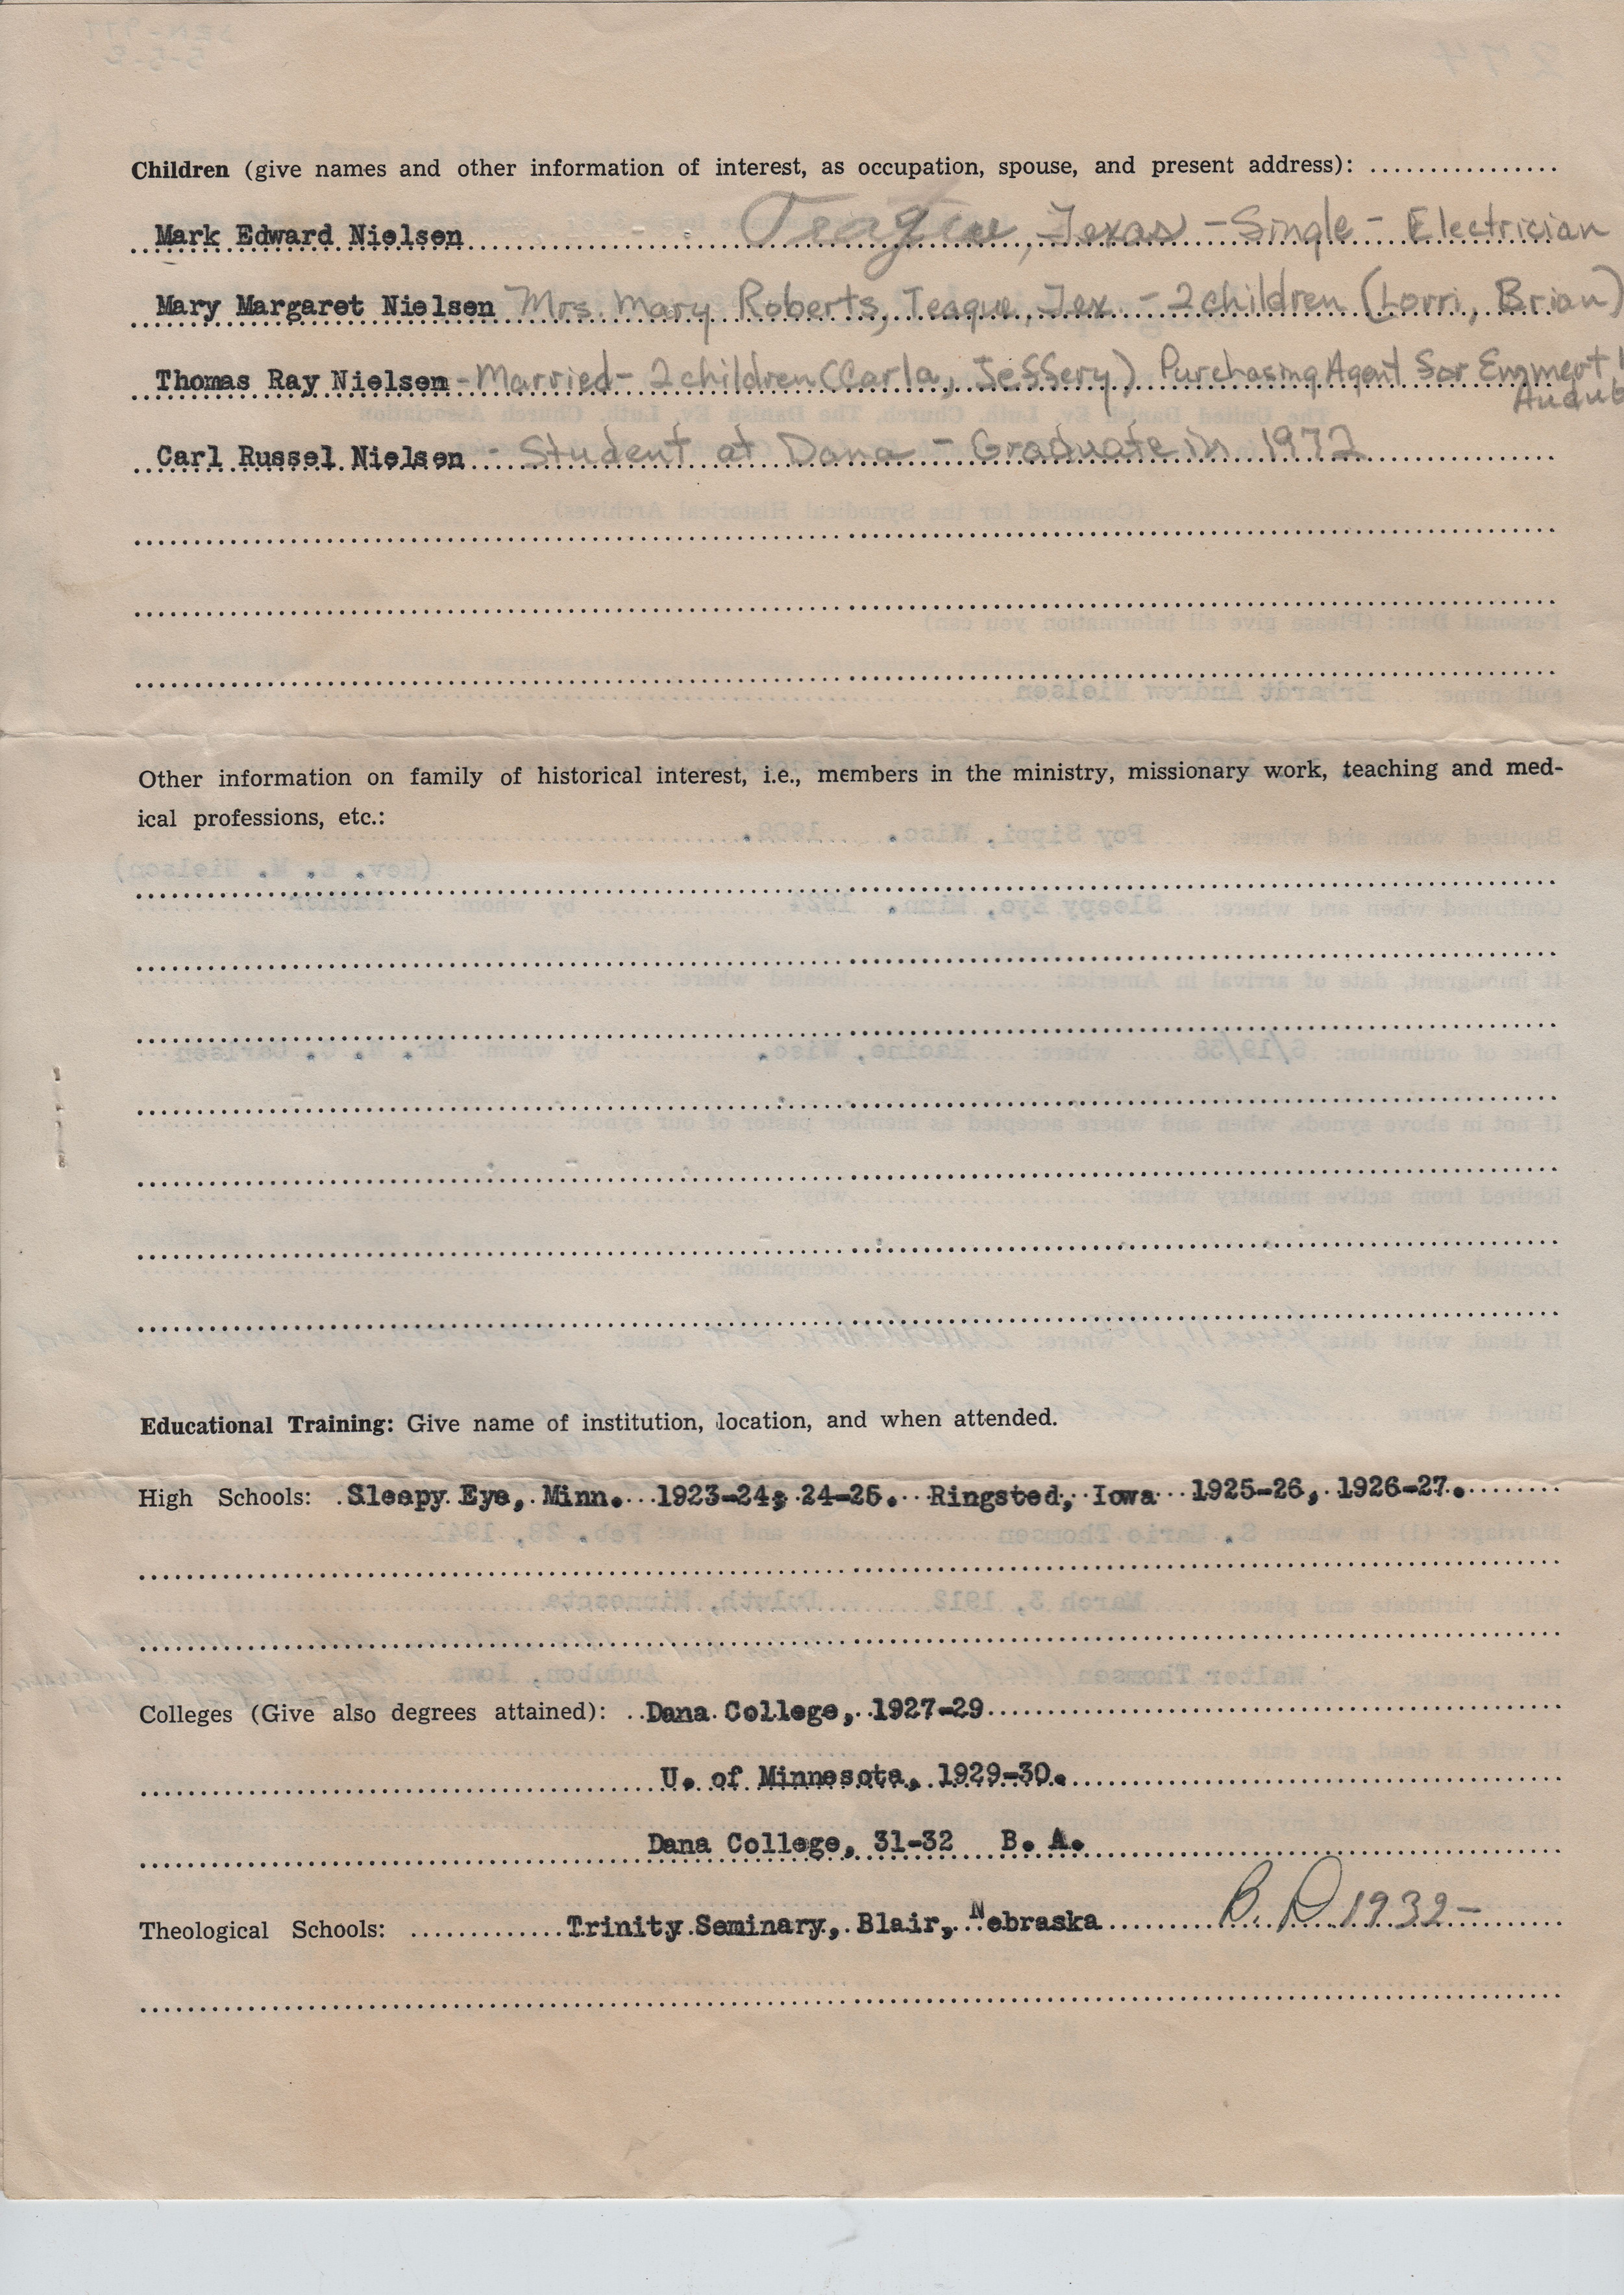 Children (give names and other information of interest, as occupation, spouse, and present address):
Mark Edward Nielsen Teague, Texas - Single - Electrician
Mary Margaret Nielsen Mrs. Mary Roberts, Teague, Tex. - 2 children (Lorri, Brian)
Thomas Ray Nielsen - Married - 2 children (Carla, Jeffery) Purchasing Agent for Emmert
Audub
Carl Russel Nielsen - Student at Dana - Graduate in 1972
Other information on family of historical interest, i.e., members in the ministry, missionary work, teaching and med-
ical professions, etc.:
Educational Training: Give name of institution, location, and when attended.
High Schools: Sleepy Eye, Minn. 1923-24; 24-25. Ringsted, Iowa 1925-26, 1926-27.
Colleges (Give also degrees attained): Dana College, 1927-29
U. of Minnesota, 1929-30.
Dana College, 31-32 B. A.
Theological Schools: Trinity Seminary, Blair, Nebraska B. D 1932-